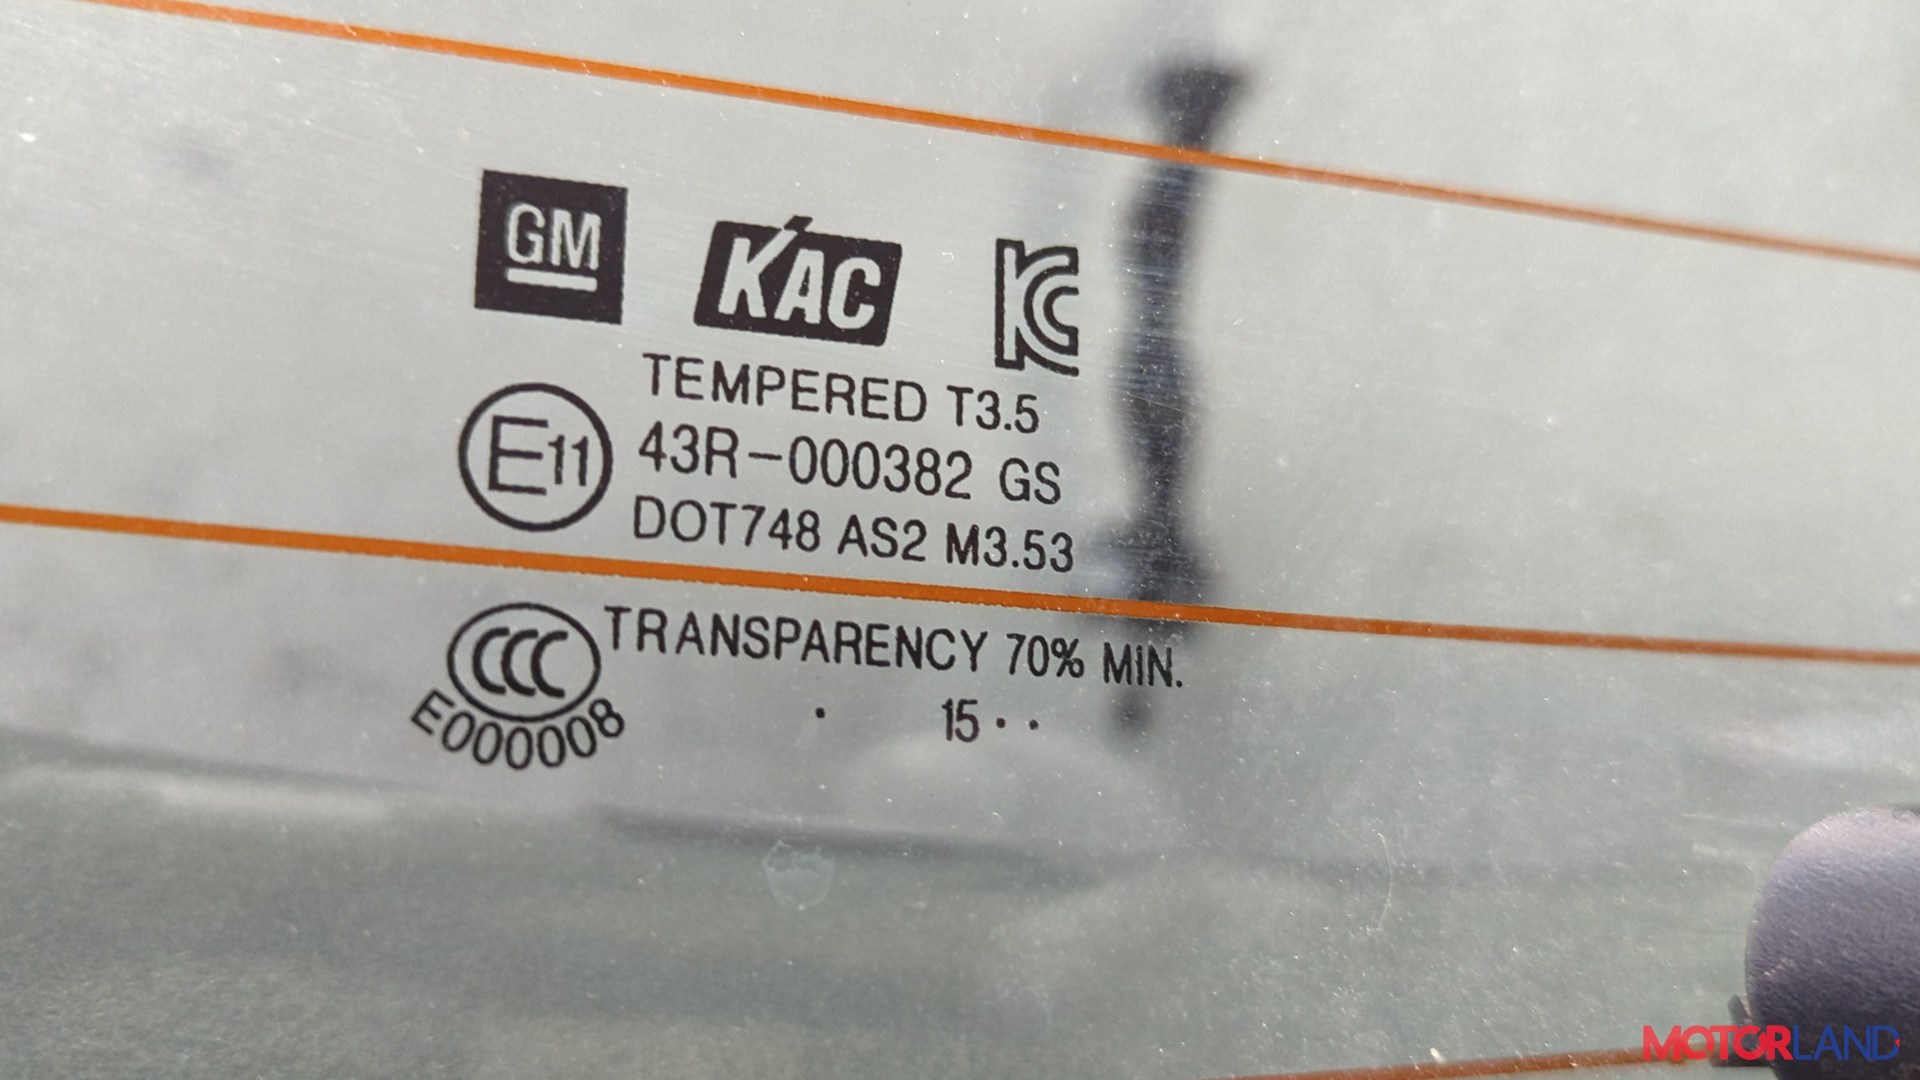 GM KAC KC
TEMPERED T3.5
E11 43R-000382 GS
DOT748 AS2 M3.53
CCC TRANSPARENCY 70% MIN.
E000008
. 15 . .
MOTORLAND